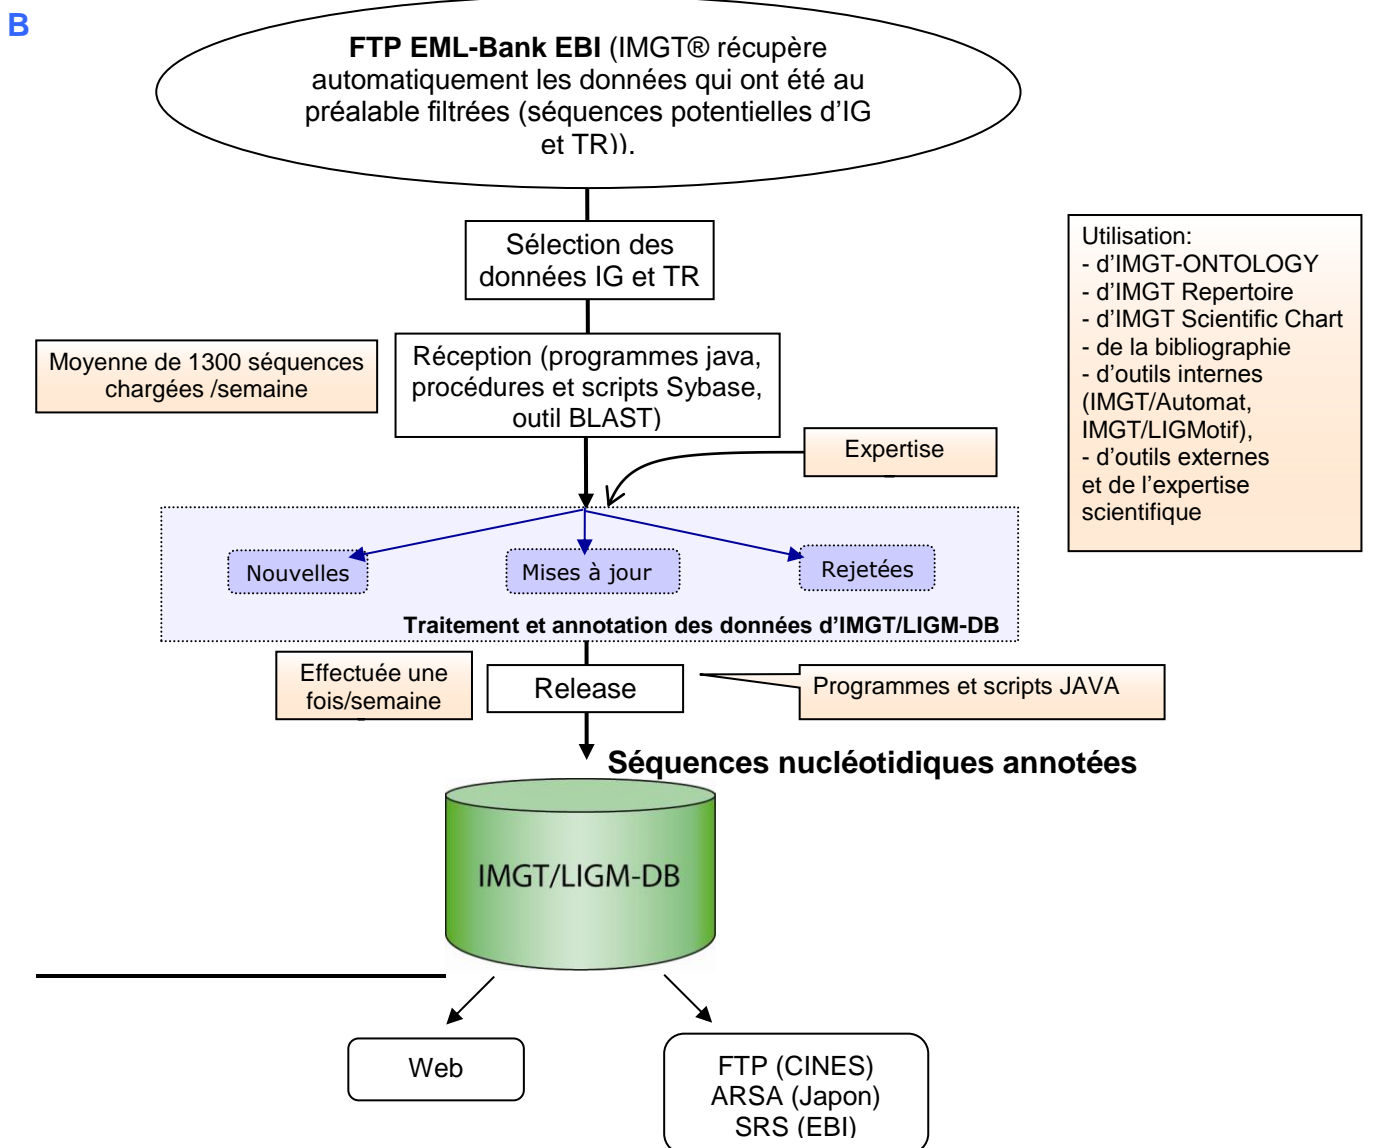 B
FTP EML-Bank EBI (IMGT® récupère
automatiquement les données qui ont été au
préalable filtrées (séquences potentielles d'IG
et TR)).
Sélection des
données IG et TR
Utilisation:
- d'IMGT-ONTOLOGY
- d'IMGT Repertoire
- d'IMGT Scientific Chart
- de la bibliographie
- d'outils internes
(IMGT/Automat,
IMGT/LIGMotif),
- d'outils externes
et de l'expertise
scientifique
Moyenne de 1300 séquences
chargées /semaine
Réception (programmes java,
procédures et scripts Sybase,
outil BLAST)
Expertise
Nouvelles
Mises à jour
Rejetées
Traitement et annotation des données d'IMGT/LIGM-DB
Effectuée une
fois/semaine
Release
Programmes et scripts JAVA
Séquences nucléotidiques annotées
IMGT/LIGM-DB
Web
FTP (CINES)
ARSA (Japon)
SRS (EBI)